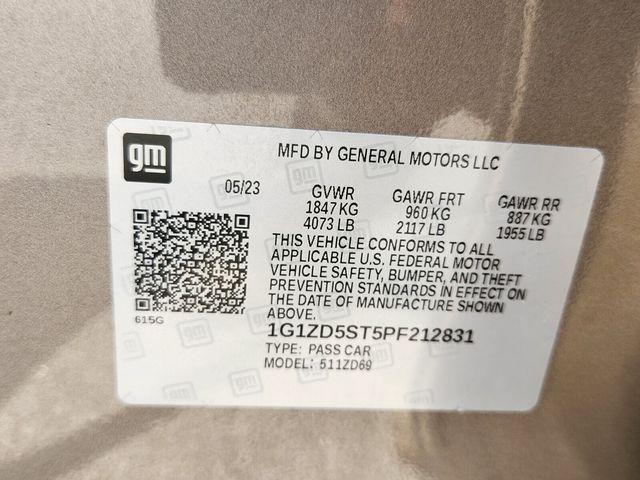 gm
MFD BY GENERAL MOTORS LLC
05/23
GVWR
1847 KG
4073 LB
GAWR FRT
960 KG
2117 LB
GAWR RR
887 KG
1955 LB
THIS VEHICLE CONFORMS TO ALL
APPLICABLE U.S. FEDERAL MOTOR
VEHICLE SAFETY, BUMPER, AND THEFT
PREVENTION STANDARDS IN EFFECT ON
THE DATE OF MANUFACTURE SHOWN
ABOVE.
615G
1G1ZD5ST5PF212831
TYPE: PASS CAR
MODEL: 511ZD69